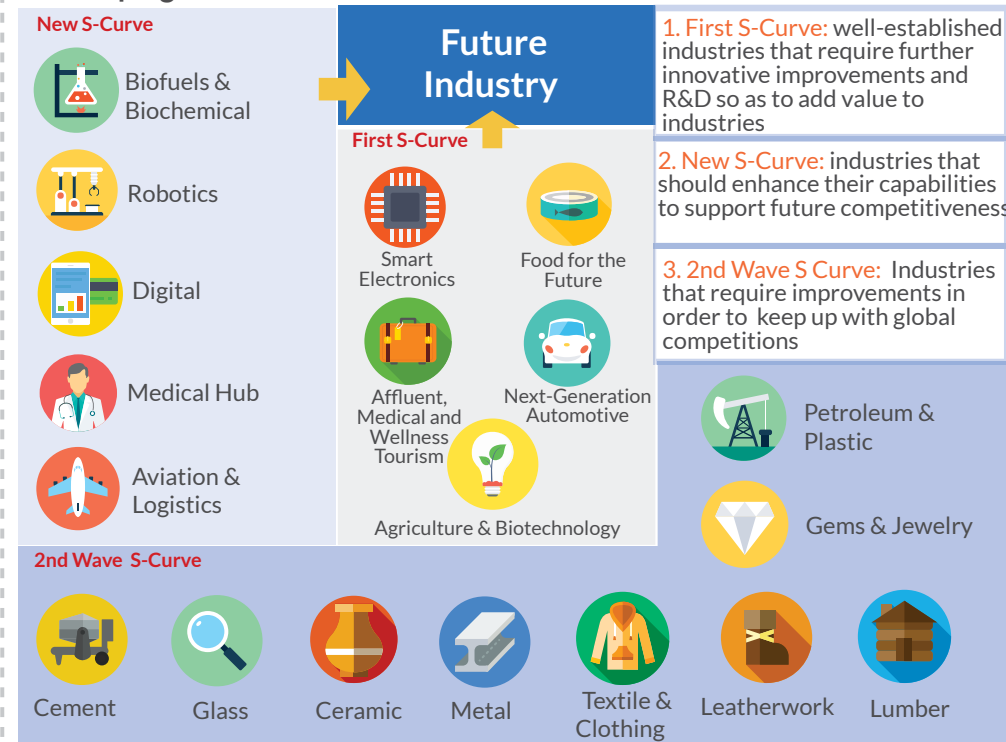 New S-Curve
Biofuels &
Biochemical
Robotics
Digital
Medical Hub
Aviation &
Logistics
Future
Industry
First S-Curve
Smart
Electronics
Food for the
Future
Affluent,
Medical and
Wellness
Tourism
Next-Generation
Automotive
Agriculture & Biotechnology
1. First S-Curve: well-established
industries that require further
innovative improvements and
R&D so as to add value to
industries
2. New S-Curve: industries that
should enhance their capabilities
to support future competitiveness
3. 2nd Wave S Curve: Industries
that require improvements in
order to keep up with global
competitions
Petroleum &
Plastic
Gems & Jewelry
2nd Wave S-Curve
Cement
Glass
Ceramic
Metal
Textile &
Clothing
Leatherwork
Lumber